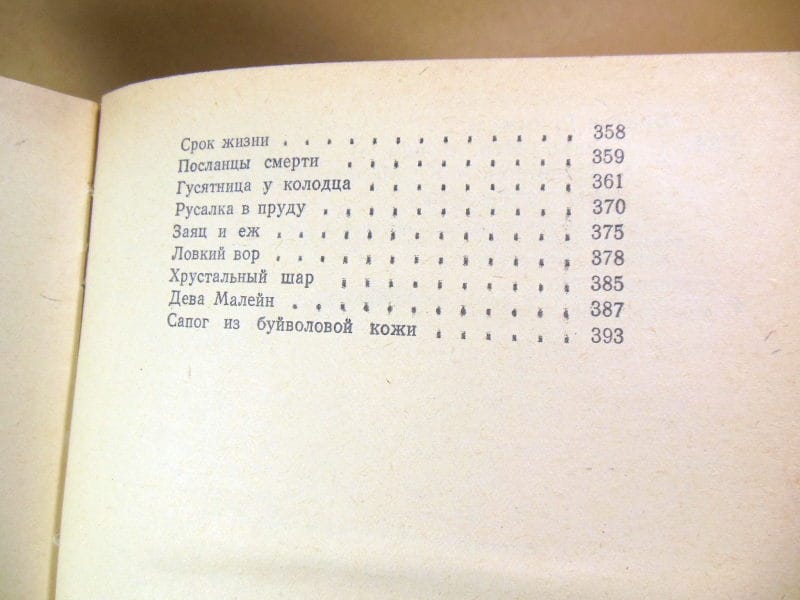 Срок жизни . . . . . . . . . . . . . . 358
Посланцы смерти . . . . . . . . . . . 359
Гусятница у колодца . . . . . . . . . . 361
Русалка в пруду . . . . . . . . . . . . 370
Заяц и еж . . . . . . . . . . . . . . 375
Ловкий вор . . . . . . . . . . . . . . 378
Хрустальный шар . . . . . . . . . . . 385
Дева Малейн . . . . . . . . . . . . . 387
Сапог из буйволовой кожи . . . . . . 393